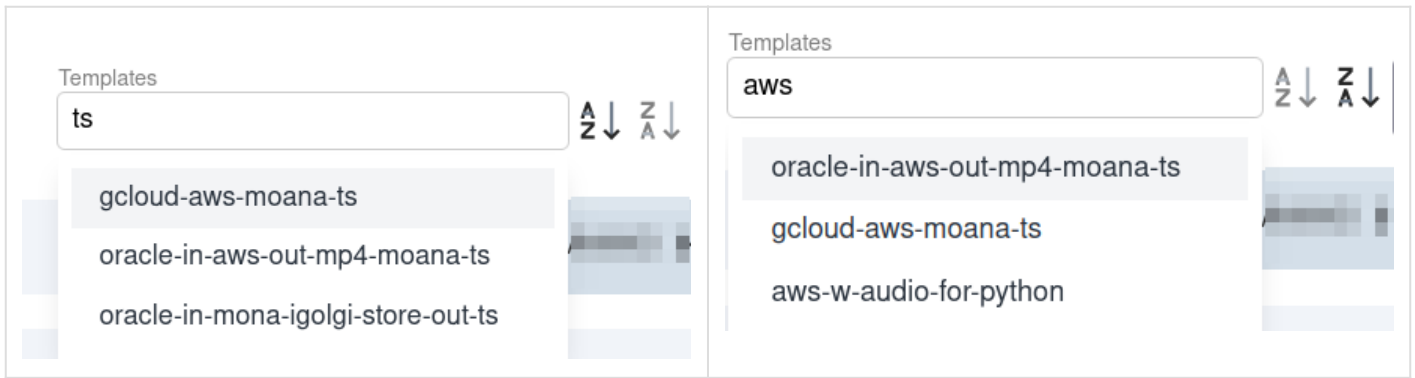 Templates
ts
A
Z
Z
A
gcloud-aws-moana-ts
oracle-in-aws-out-mp4-moana-ts
oracle-in-mona-igolgi-store-out-ts
Templates
aws
A
Z
Z
A
oracle-in-aws-out-mp4-moana-ts
gcloud-aws-moana-ts
aws-w-audio-for-python